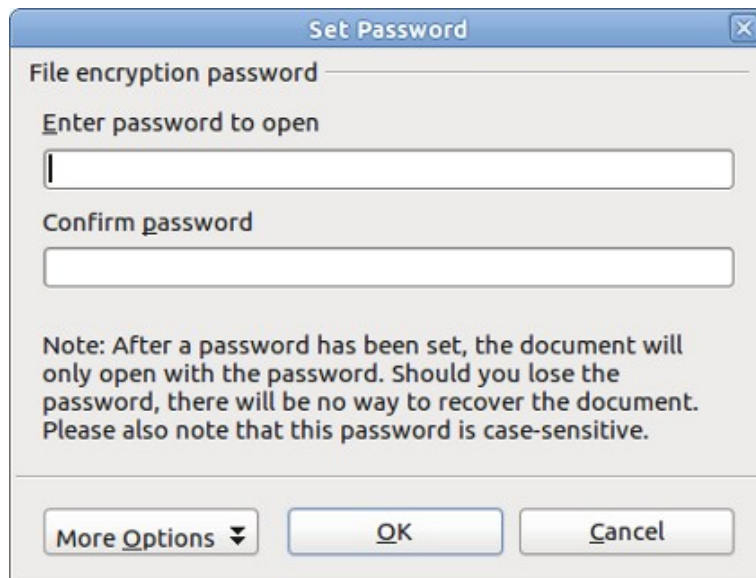 Set Password
File encryption password
Enter password to open
Confirm password
Note: After a password has been set, the document will
only open with the password. Should you lose the
password, there will be no way to recover the document.
Please also note that this password is case-sensitive.
More Options
OK
Cancel